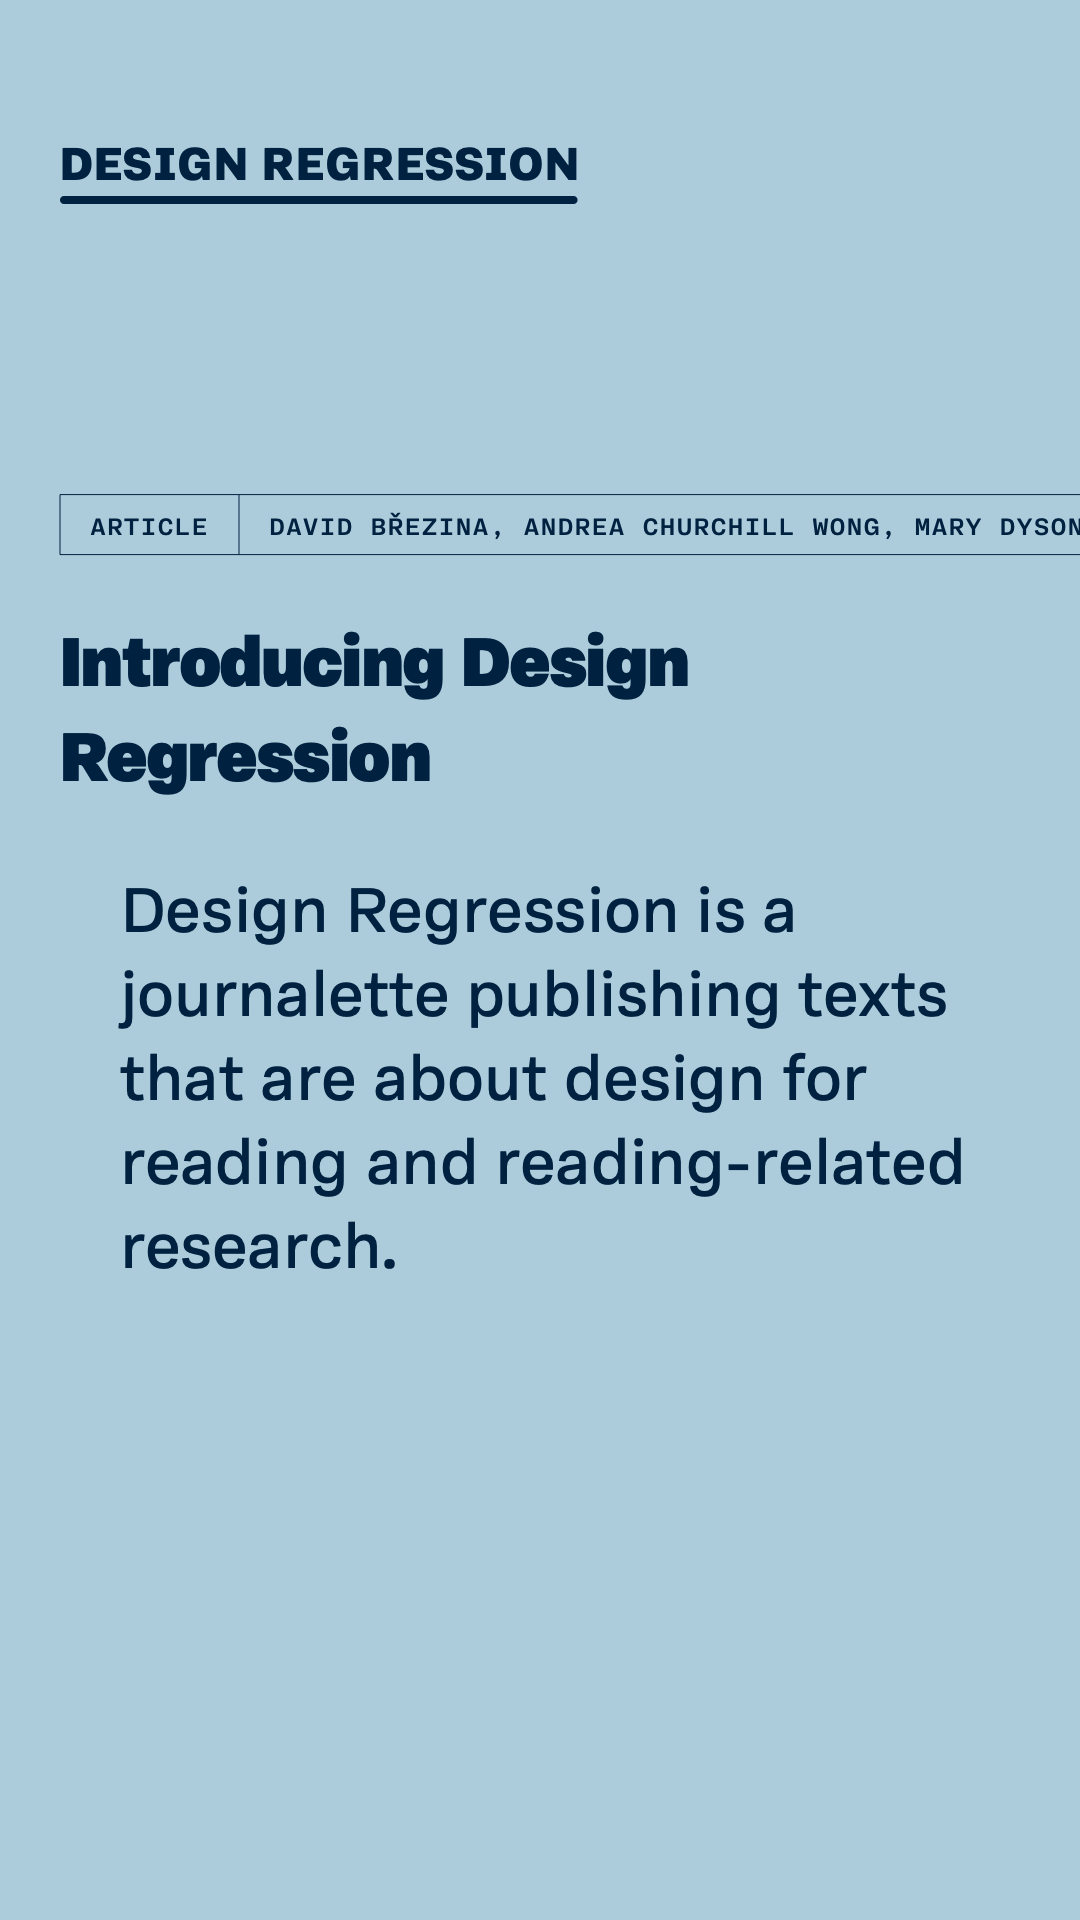 DESIGN REGRESSION
ARTICLE DAVID BŘEZINA, ANDREA CHURCHILL WONG, MARY DYSON
Introducing Design
Regression
Design Regression is a
journalette publishing texts
that are about design for
reading and reading-related
research.